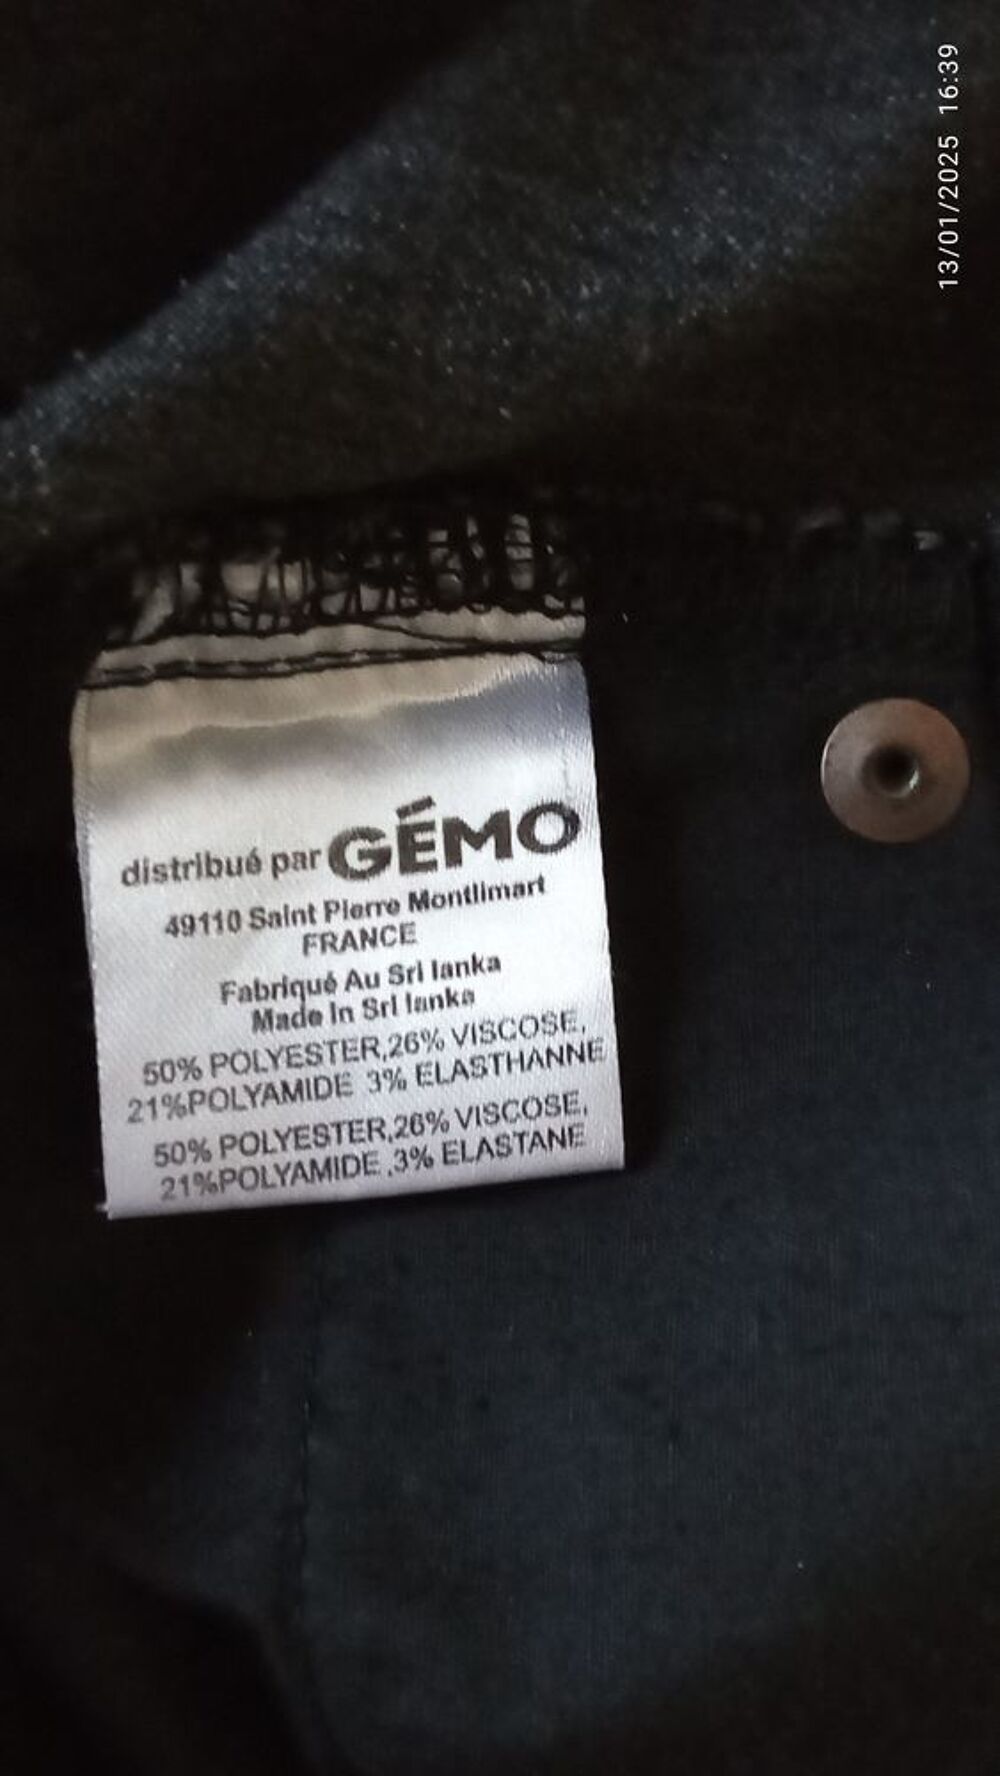 13/01/2025 16:39
distribué par GÉMO
49110 Saint Pierre Montlimart
FRANCE
Fabriqué Au Sri lanka
Made In Sri lanka
50% POLYESTER,26% VISCOSE,
21%POLYAMIDE 3% ELASTHANNE
50% POLYESTER,26% VISCOSE,
21%POLYAMIDE ,3% ELASTANE